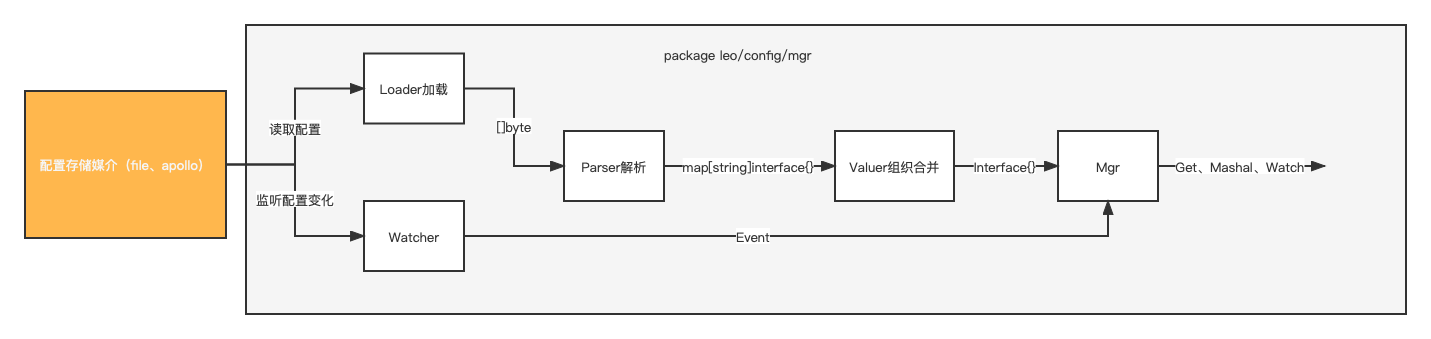 package leo/config/mgr
Loader加载
读取配置
[]byte
配置存储媒介（file、apollo）
Parser解析
map[string]interface{}
Valuer组织合并
Interface{}
Mgr
Get、Mashal、Watch
监听配置变化
Watcher
Event